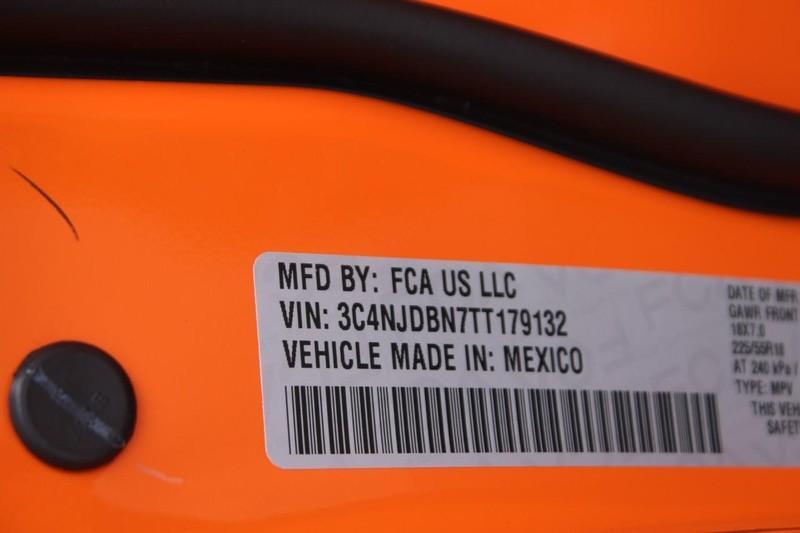 MFD BY: FCA US LLC
VIN: 3C4NJDBN7TT179132
VEHICLE MADE IN: MEXICO
DATE OF MFR
GAWR FRONT
18X7.0
225/55R18
AT 240 kPa /
TYPE: MPV
THIS VEH
SAFET